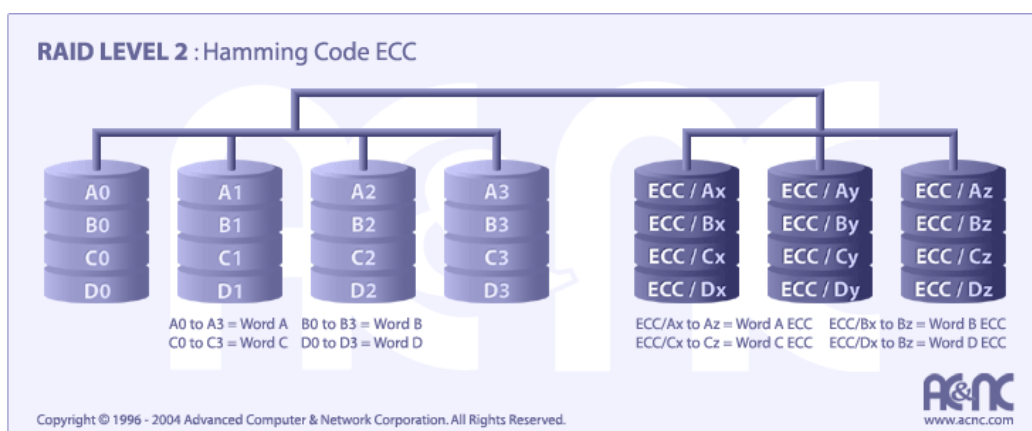 RAID LEVEL 2 : Hamming Code ECC
A0 A1 A2 A3 ECC / Ax ECC / Ay ECC / Az
B0 B1 B2 B3 ECC / Bx ECC / By ECC / Bz
C0 C1 C2 C3 ECC / Cx ECC / Cy ECC / Cz
D0 D1 D2 D3 ECC / Dx ECC / Dy ECC / Dz
A0 to A3 = Word A B0 to B3 = Word B ECC/Ax to Az = Word A ECC ECC/Bx to Bz = Word B ECC
C0 to C3 = Word C D0 to D3 = Word D ECC/Cx to Cz = Word C ECC ECC/Dx to Bz = Word D ECC
AC&NC
Copyright © 1996 - 2004 Advanced Computer & Network Corporation. All Rights Reserved. www.acnc.com